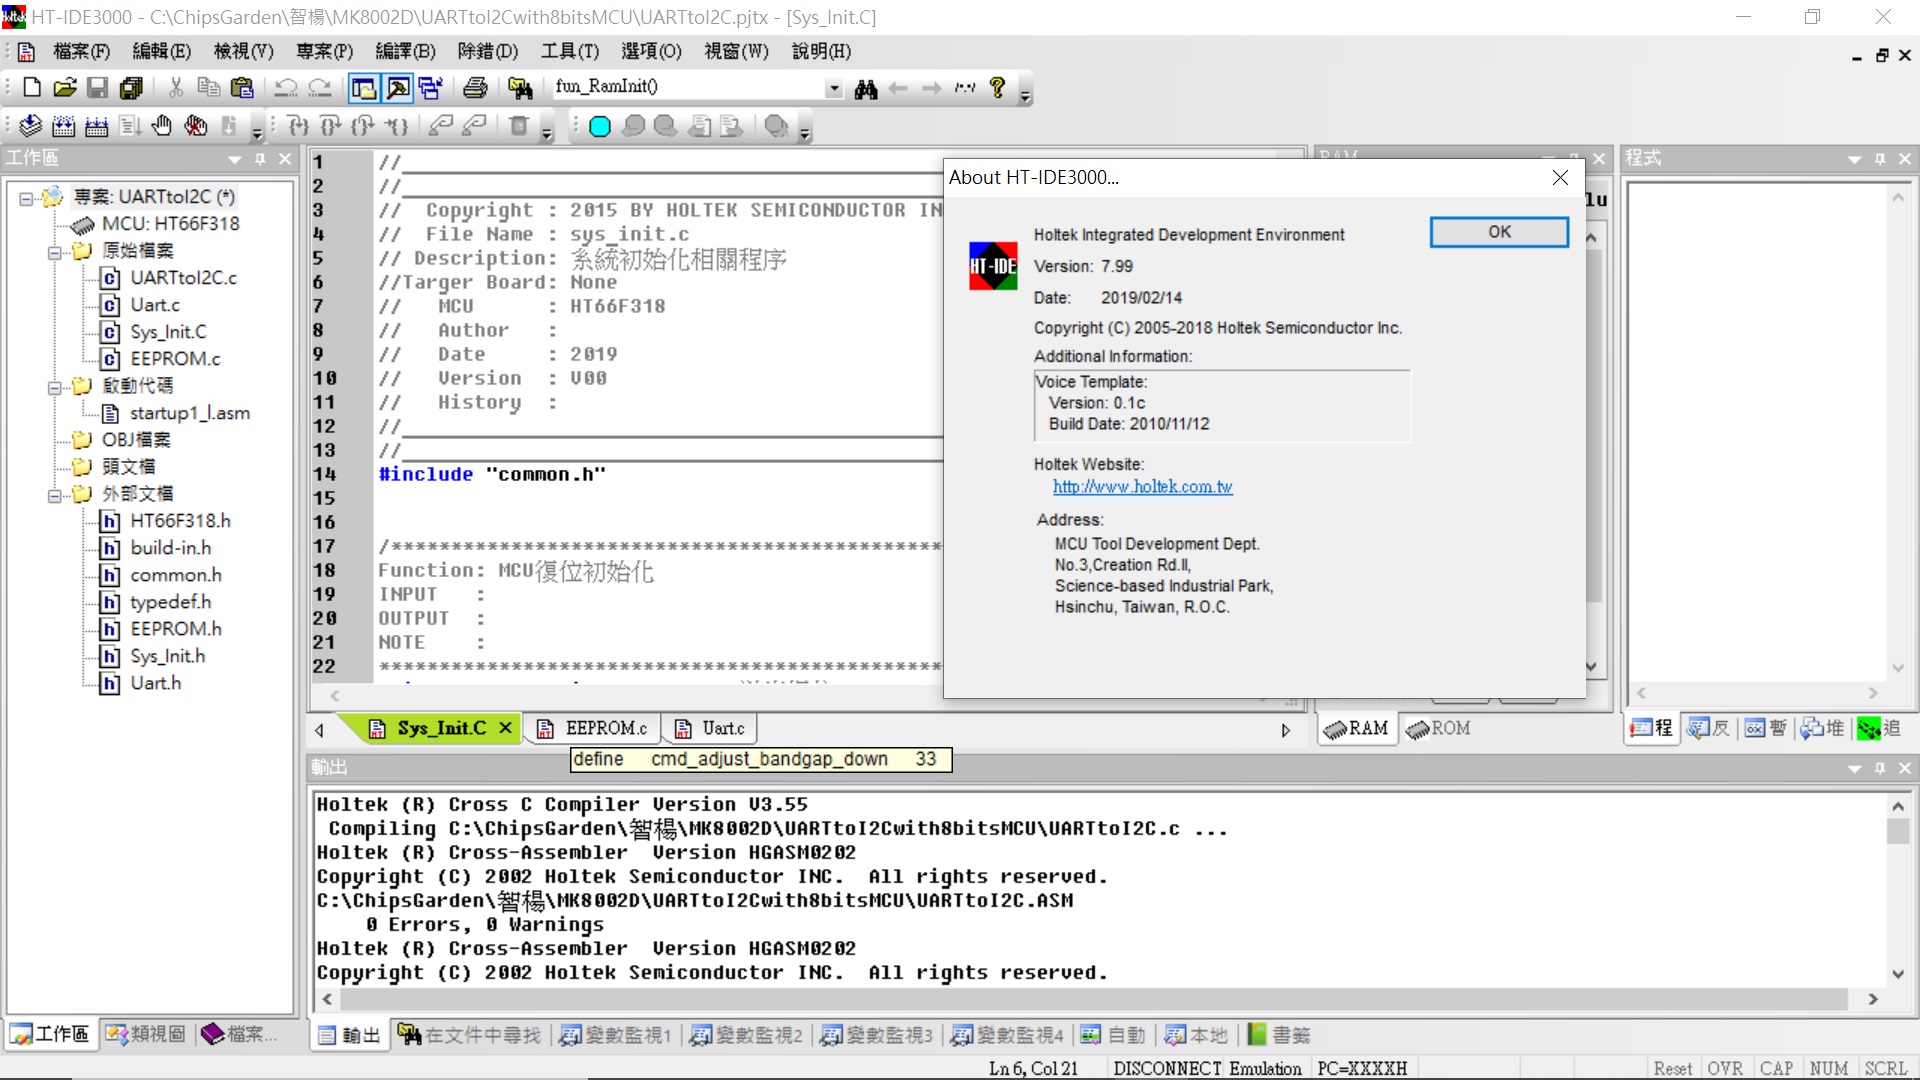 HT-IDE3000 - C:\ChipsGarden\智楊\MK8002D\UARTtoI2Cwith8bitsMCU\UARTtoI2C.pjtx - [Sys_Init.C]
檔案(F) 編輯(E) 檢視(V) 專案(P) 編譯(B) 除錯(D) 工具(T) 選項(O) 視窗(W) 說明(H)
fun_RamInit()
工作區
專案: UARTtoI2C (*)
MCU: HT66F318
原始檔案
UARTtoI2C.c
Uart.c
Sys_Init.C
EEPROM.c
啟動代碼
startup1_l.asm
OBJ檔案
頭文檔
外部文檔
HT66F318.h
build-in.h
common.h
typedef.h
EEPROM.h
Sys_Init.h
Uart.h
工作區 類視圖 檔案...
1 //
2 //
3 // Copyright : 2015 BY HOLTEK SEMICONDUCTOR IN
4 // File Name : sys_init.c
5 // Description: 系統初始化相關程序
6 //Targer Board: None
7 // MCU : HT66F318
8 // Author :
9 // Date : 2019
10 // Version : V00
11 // History :
12 //
13 //
14 #include "common.h"
15
16
17 /***********************************************
18 Function: MCU復位初始化
19 INPUT :
20 OUTPUT :
21 NOTE :
22 ***********************************************
Sys_Init.C EEPROM.c Uart.c
define cmd_adjust_bandgap_down 33
About HT-IDE3000...
OK
HT-IDE
Holtek Integrated Development Environment
Version: 7.99
Date: 2019/02/14
Copyright (C) 2005-2018 Holtek Semiconductor Inc.
Additional Information:
Voice Template:
Version: 0.1c
Build Date: 2010/11/12
Holtek Website:
http://www.holtek.com.tw
Address:
MCU Tool Development Dept.
No.3,Creation Rd.II,
Science-based Industrial Park,
Hsinchu, Taiwan, R.O.C.
RAM
lu
RAM ROM
程式
程 反 暫 堆 追
輸出
Holtek (R) Cross C Compiler Version V3.55
Compiling C:\ChipsGarden\智楊\MK8002D\UARTtoI2Cwith8bitsMCU\UARTtoI2C.c ...
Holtek (R) Cross-Assembler Version HGASM0202
Copyright (C) 2002 Holtek Semiconductor INC. All rights reserved.
C:\ChipsGarden\智楊\MK8002D\UARTtoI2Cwith8bitsMCU\UARTtoI2C.ASM
0 Errors, 0 Warnings
Holtek (R) Cross-Assembler Version HGASM0202
Copyright (C) 2002 Holtek Semiconductor INC. All rights reserved.
輸出 在文件中尋找 變數監視1 變數監視2 變數監視3 變數監視4 自動 本地 書籤
Ln 6, Col 21 DISCONNECT Emulation PC=XXXXH Reset OVR CAP NUM SCRL